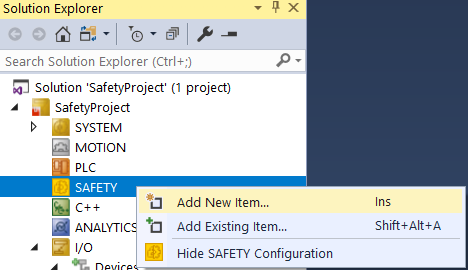 Solution Explorer
Search Solution Explorer (Ctrl+;)
Solution 'SafetyProject' (1 project)
SafetyProject
SYSTEM
MOTION
PLC
SAFETY
C++
ANALYTICS
I/O
Devices
Add New Item... Ins
Add Existing Item... Shift+Alt+A
Hide SAFETY Configuration